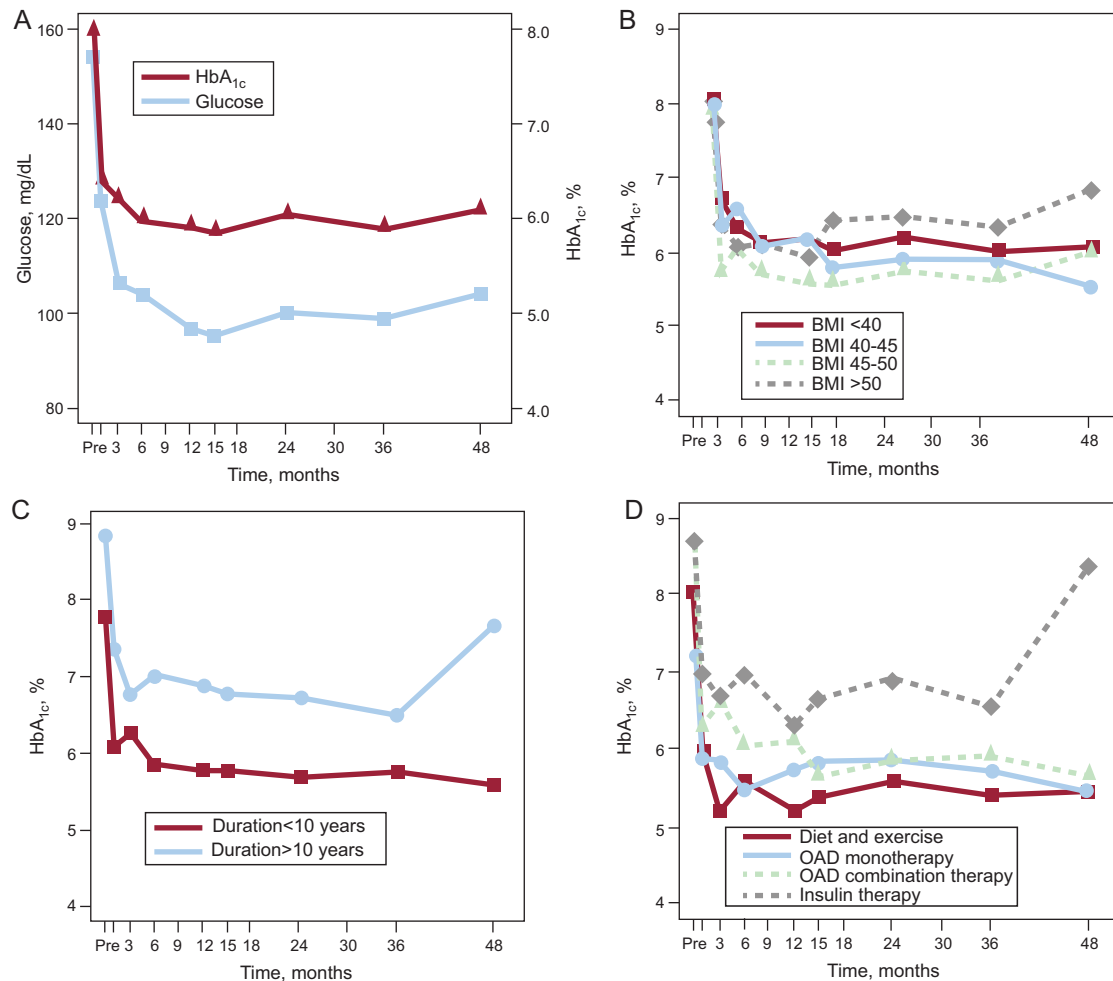 A
Glucose, mg/dL
160
140
120
100
80
HbA1c
Glucose
8.0
7.0
6.0
5.0
4.0
HbA1c, %
Pre 3 6 9 12 15 18 24 30 36 48
Time, months
B
HbA1c, %
9
8
7
6
5
4
BMI <40
BMI 40-45
BMI 45-50
BMI >50
Pre 3 6 9 12 15 18 24 30 36 48
Time, months
C
HbA1c, %
9
8
7
6
5
4
Duration<10 years
Duration>10 years
Pre 3 6 9 12 15 18 24 30 36 48
Time, months
D
HbA1c, %
9
8
7
6
5
4
Diet and exercise
OAD monotherapy
OAD combination therapy
Insulin therapy
Pre 3 6 9 12 15 18 24 30 36 48
Time, months